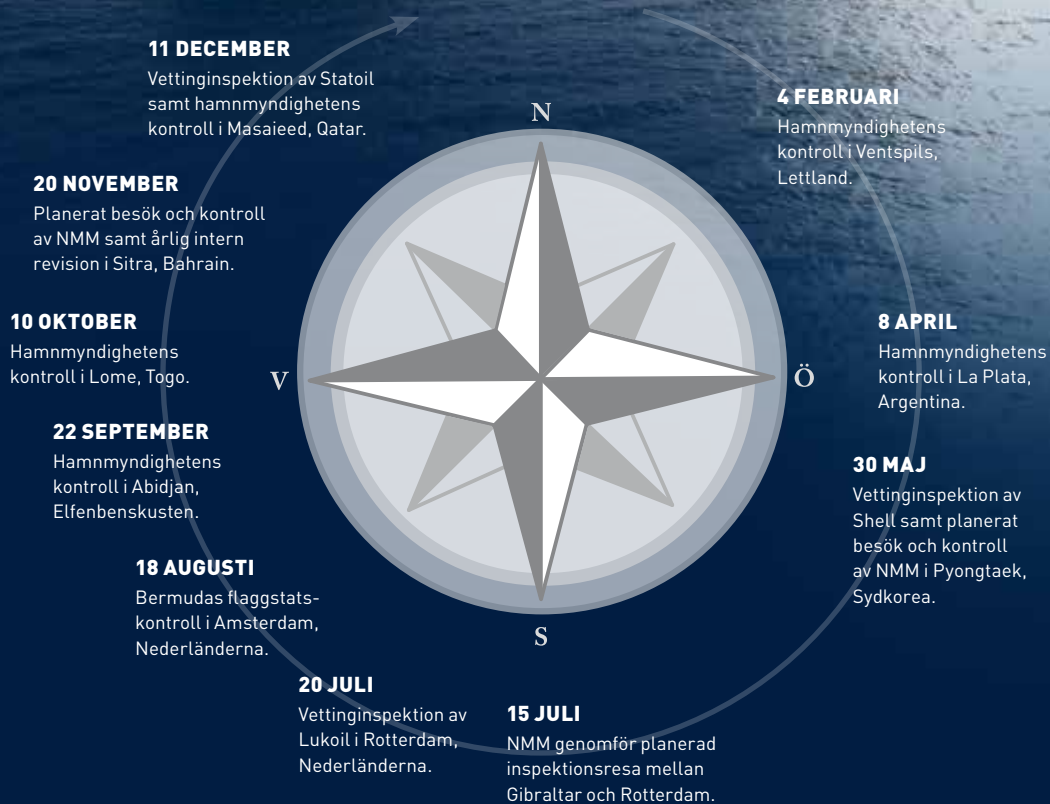 11 DECEMBER
Vettinginspektion av Statoil
samt hamnmyndighetens
kontroll i Masaieed, Qatar.
4 FEBRUARI
Hamnmyndighetens
kontroll i Ventspils,
Lettland.
20 NOVEMBER
Planerat besök och kontroll
av NMM samt årlig intern
revision i Sitra, Bahrain.
10 OKTOBER
Hamnmyndighetens
kontroll i Lome, Togo.
8 APRIL
Hamnmyndighetens
kontroll i La Plata,
Argentina.
22 SEPTEMBER
Hamnmyndighetens
kontroll i Abidjan,
Elfenbenskusten.
30 MAJ
Vettinginspektion av
Shell samt planerat
besök och kontroll
av NMM i Pyongtaek,
Sydkorea.
18 AUGUSTI
Bermudas flaggstats-
kontroll i Amsterdam,
Nederländerna.
20 JULI
Vettinginspektion av
Lukoil i Rotterdam,
Nederländerna.
15 JULI
NMM genomför planerad
inspektionsresa mellan
Gibraltar och Rotterdam.
N
V
Ö
S